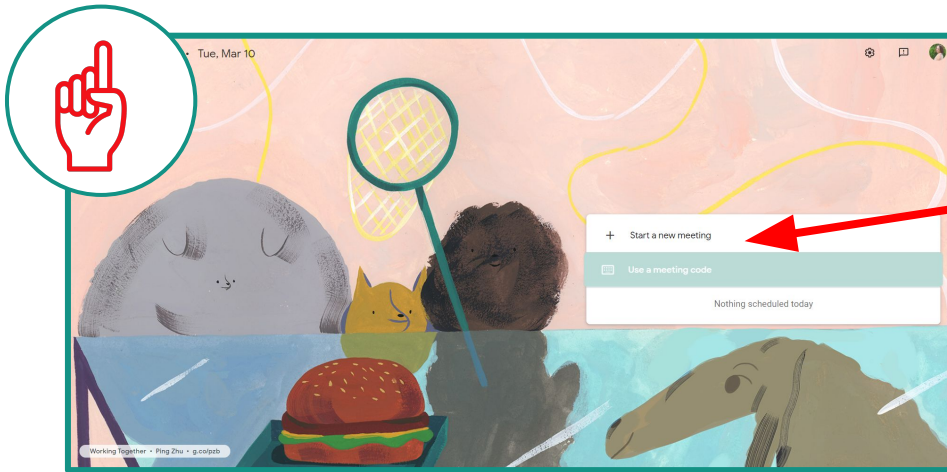 • Tue, Mar 10
Start a new meeting
Use a meeting code
Nothing scheduled today
Working Together • Ping Zhu • g.co/pzb